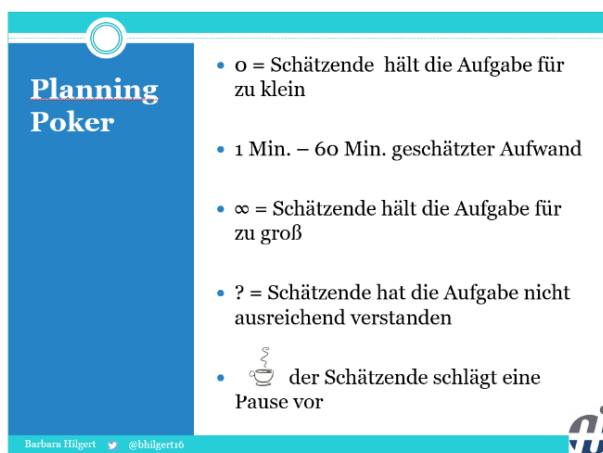 Planning
Poker
• 0 = Schätzende hält die Aufgabe für
zu klein
• 1 Min. – 60 Min. geschätzter Aufwand
• ∞ = Schätzende hält die Aufgabe für
zu groß
• ? = Schätzende hat die Aufgabe nicht
ausreichend verstanden
• der Schätzende schlägt eine
Pause vor
Barbara Hilgert @bhilgert16